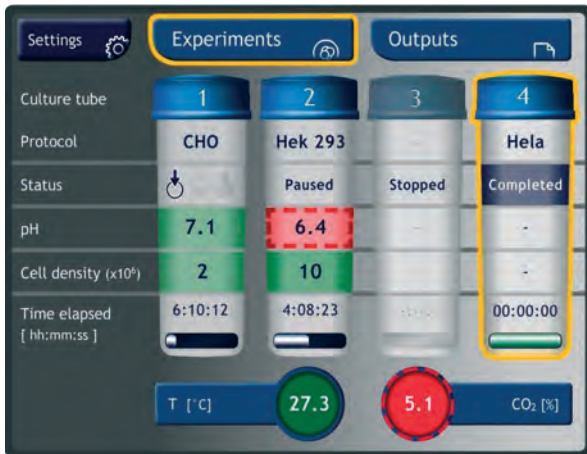 Settings
Experiments
Outputs
Culture tube
1
2
3
4
Protocol
CHO
Hek 293
-
Hela
Status
Paused
Stopped
Completed
pH
7.1
6.4
-
-
Cell density (x10⁶)
2
10
-
-
Time elapsed
[ hh:mm:ss ]
6:10:12
4:08:23
00:00:00
T [°C]
27.3
5.1
CO₂ [%]